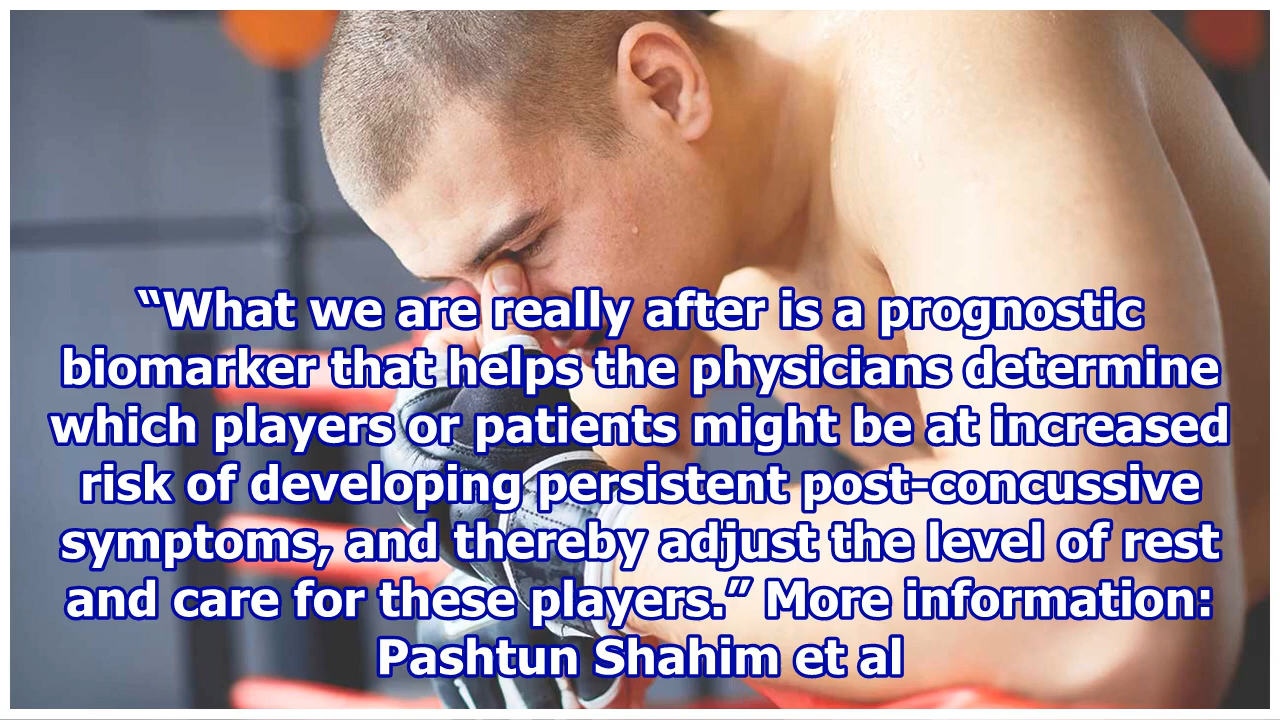 “What we are really after is a prognostic
biomarker that helps the physicians determine
which players or patients might be at increased
risk of developing persistent post-concussive
symptoms, and thereby adjust the level of rest
and care for these players.” More information:
Pashtun Shahim et al